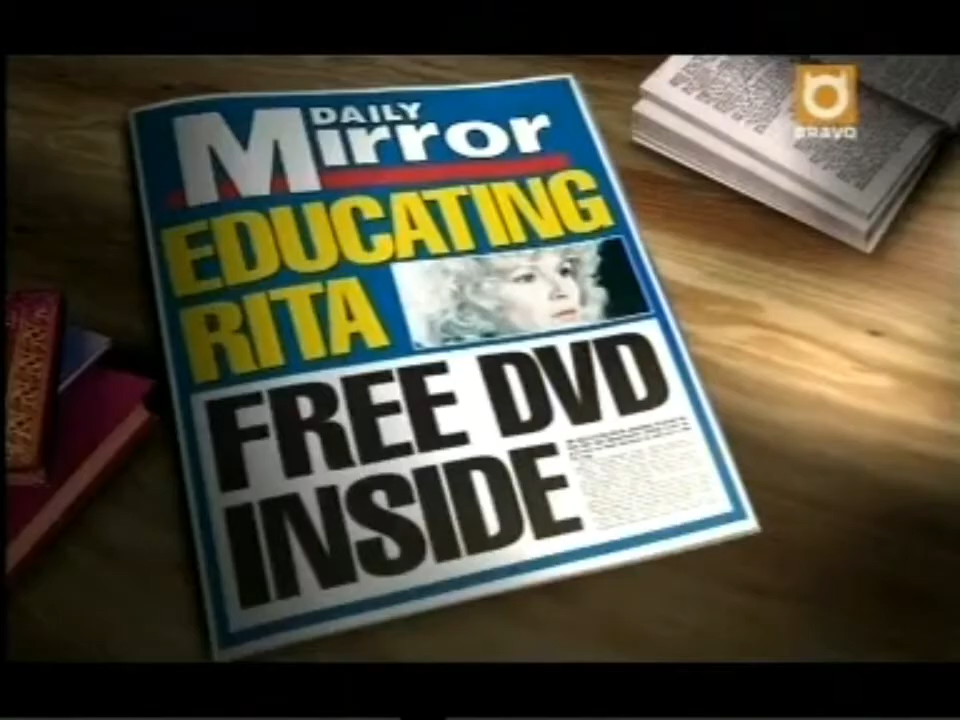 DAILY
Mirror
EDUCATING
RITA
FREE DVD
INSIDE
BRAVO